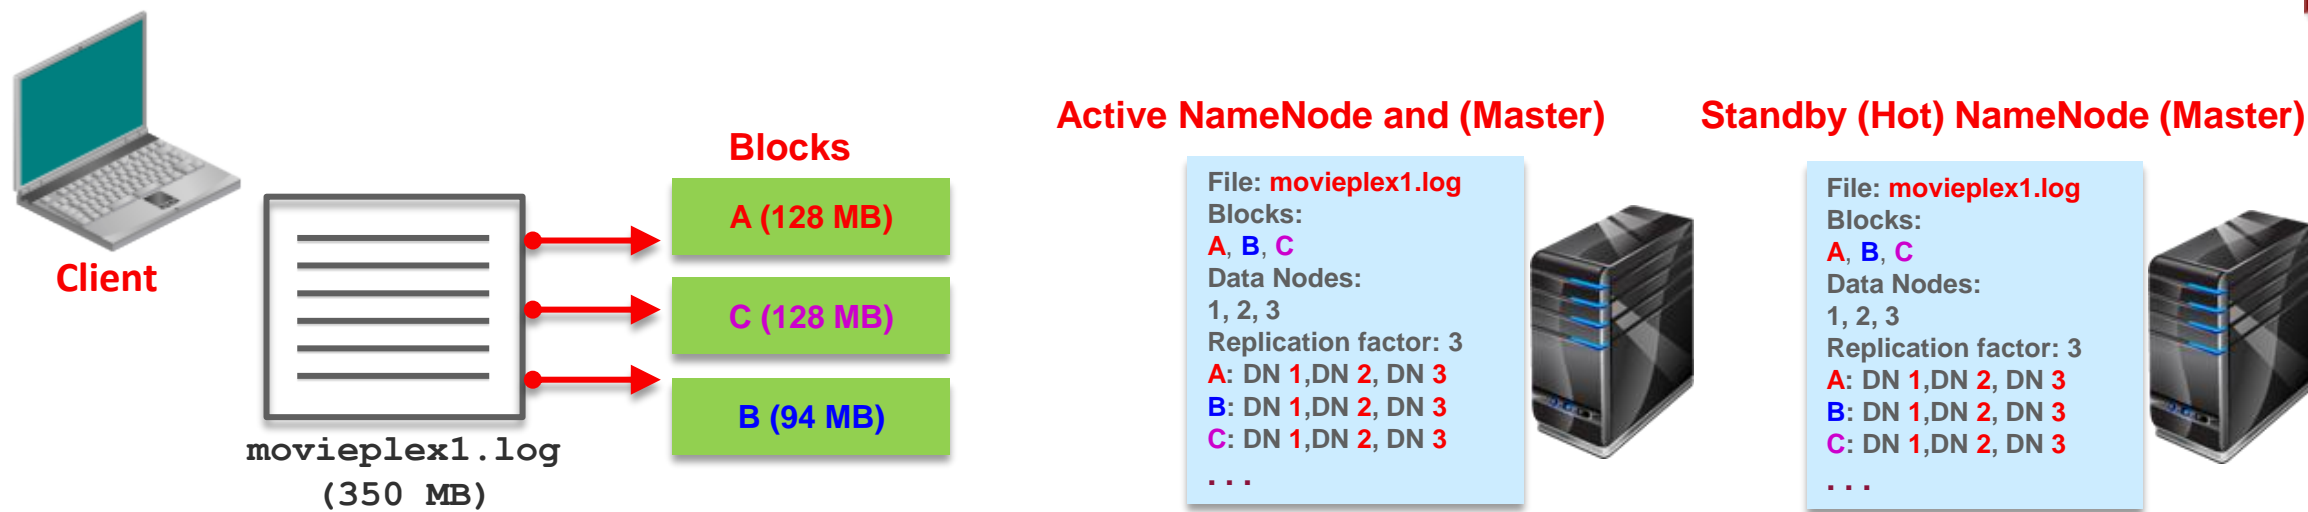 Client
movieplex1.log
(350 MB)
Blocks
A (128 MB)
C (128 MB)
B (94 MB)
Active NameNode and (Master)
File: movieplex1.log
Blocks:
A, B, C
Data Nodes:
1, 2, 3
Replication factor: 3
A: DN 1,DN 2, DN 3
B: DN 1,DN 2, DN 3
C: DN 1,DN 2, DN 3
. . .
Standby (Hot) NameNode (Master)
File: movieplex1.log
Blocks:
A, B, C
Data Nodes:
1, 2, 3
Replication factor: 3
A: DN 1,DN 2, DN 3
B: DN 1,DN 2, DN 3
C: DN 1,DN 2, DN 3
. . .